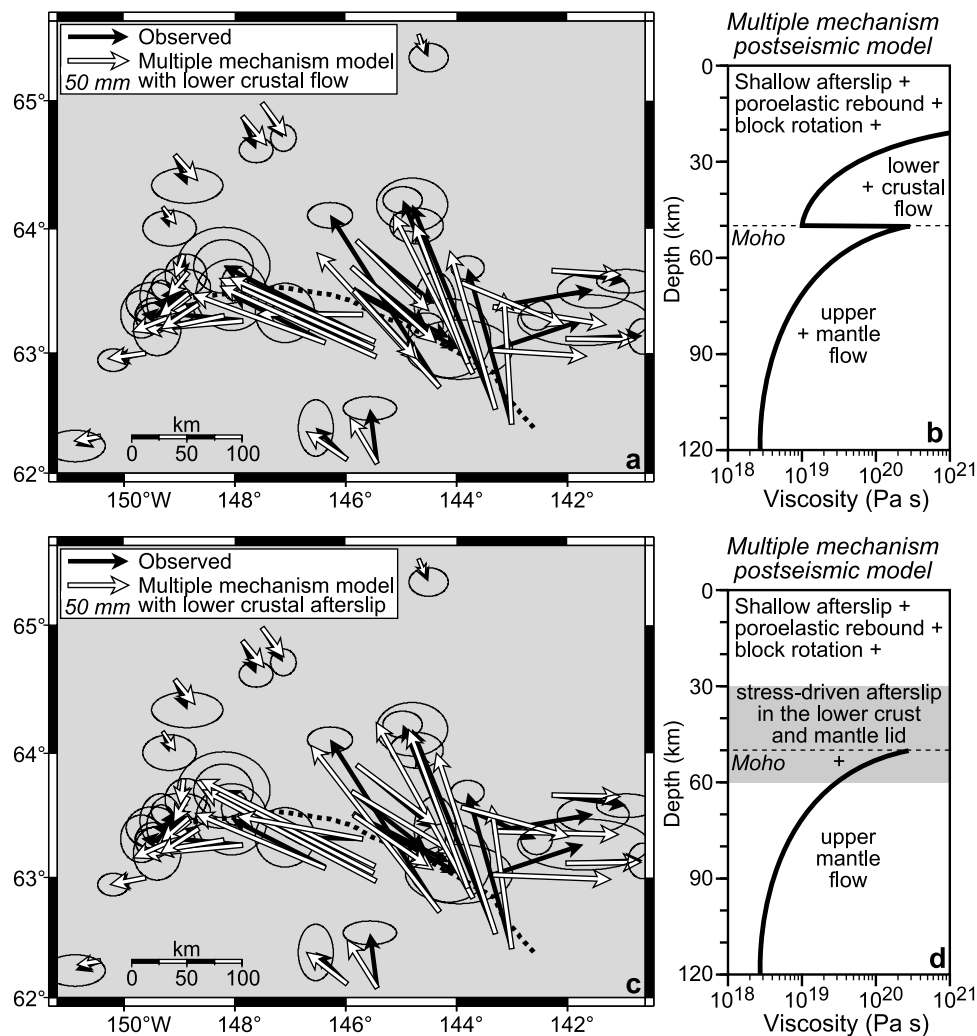 Observed
Multiple mechanism model
50 mm with lower crustal flow
65°
64°
63°
62°
km
0 50 100
a
150°W 148° 146° 144° 142°
Multiple mechanism
postseismic model
0
30
60
90
120
Depth (km)
Shallow afterslip +
poroelastic rebound +
block rotation +
lower
+ crustal
flow
Moho
upper
+ mantle
flow
b
10^18 10^19 10^20 10^21
Viscosity (Pa s)
Observed
Multiple mechanism model
50 mm with lower crustal afterslip
65°
64°
63°
62°
km
0 50 100
c
150°W 148° 146° 144° 142°
Multiple mechanism
postseismic model
0
30
60
90
120
Depth (km)
Shallow afterslip +
poroelastic rebound +
block rotation +
stress-driven afterslip
in the lower crust
and mantle lid
Moho +
upper
mantle
flow
d
10^18 10^19 10^20 10^21
Viscosity (Pa s)